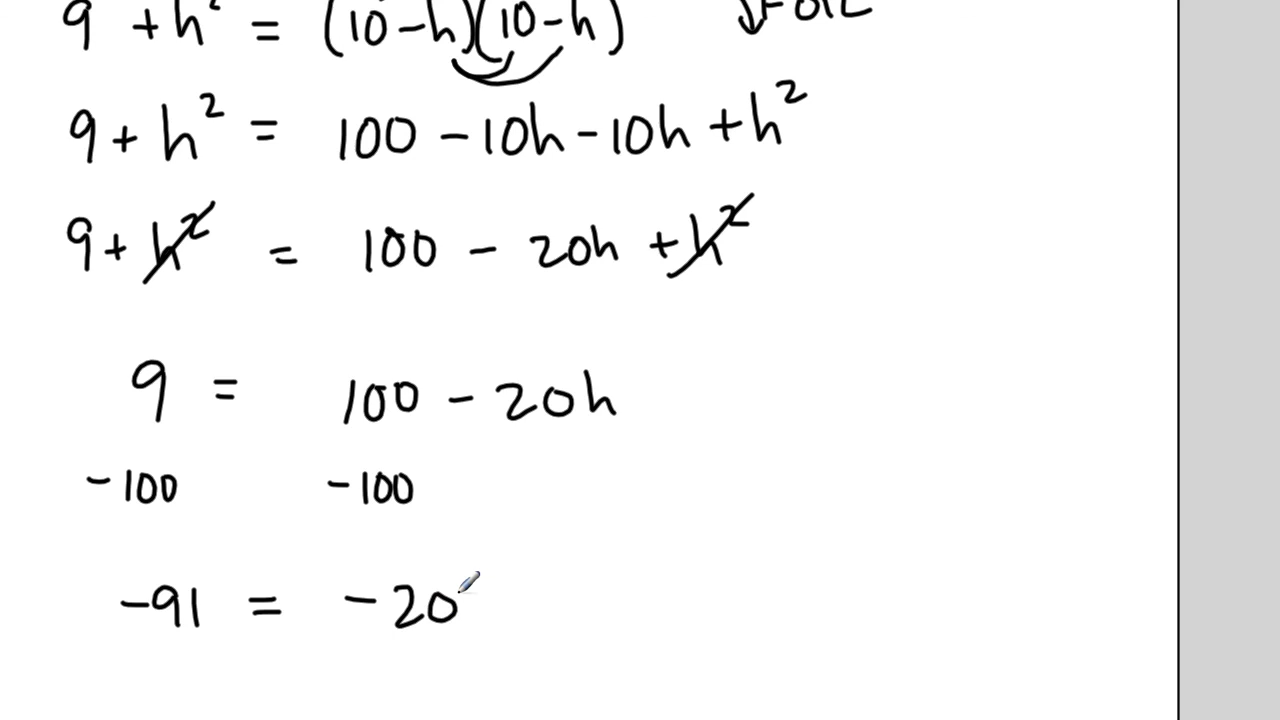 9 + h² = (10 - h)(10 - h) ↓FOIL
9 + h² = 100 - 10h - 10h + h²
9 + h² = 100 - 20h + h²
9 = 100 - 20h
- 100 - 100
- 91 = - 20